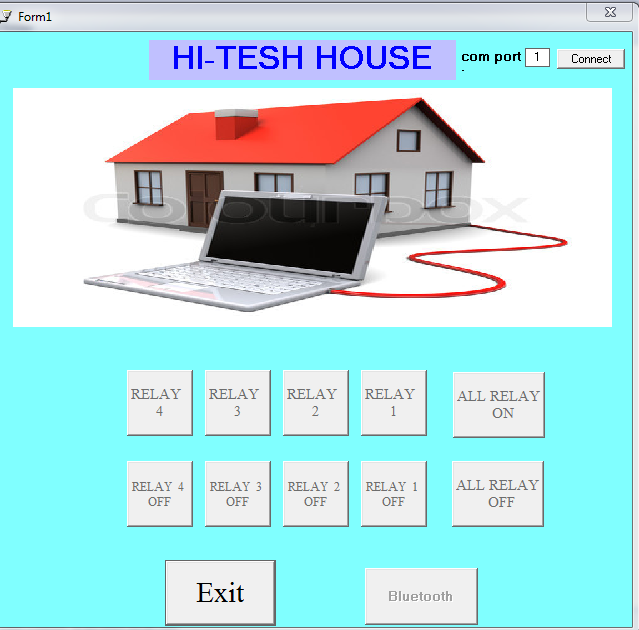 Form1
HI-TESH HOUSE
com port 1 Connect
Colourbox
RELAY
4
RELAY
3
RELAY
2
RELAY
1
ALL RELAY
ON
RELAY 4
OFF
RELAY 3
OFF
RELAY 2
OFF
RELAY 1
OFF
ALL RELAY
OFF
Exit
Bluetooth